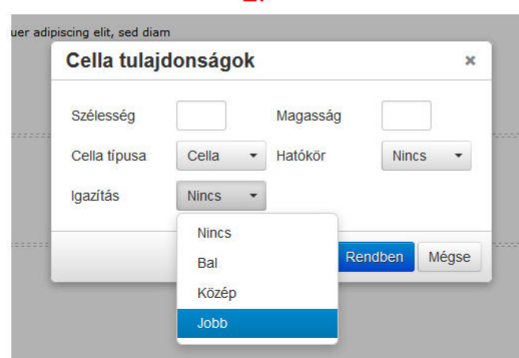 uer adipiscing elit, sed diam
Cella tulajdonságok ×
Szélesség Magasság
Cella típusa Cella Hatókör Nincs
Igazítás Nincs
Nincs
Bal
Rendben Mégse
Közép
Jobb